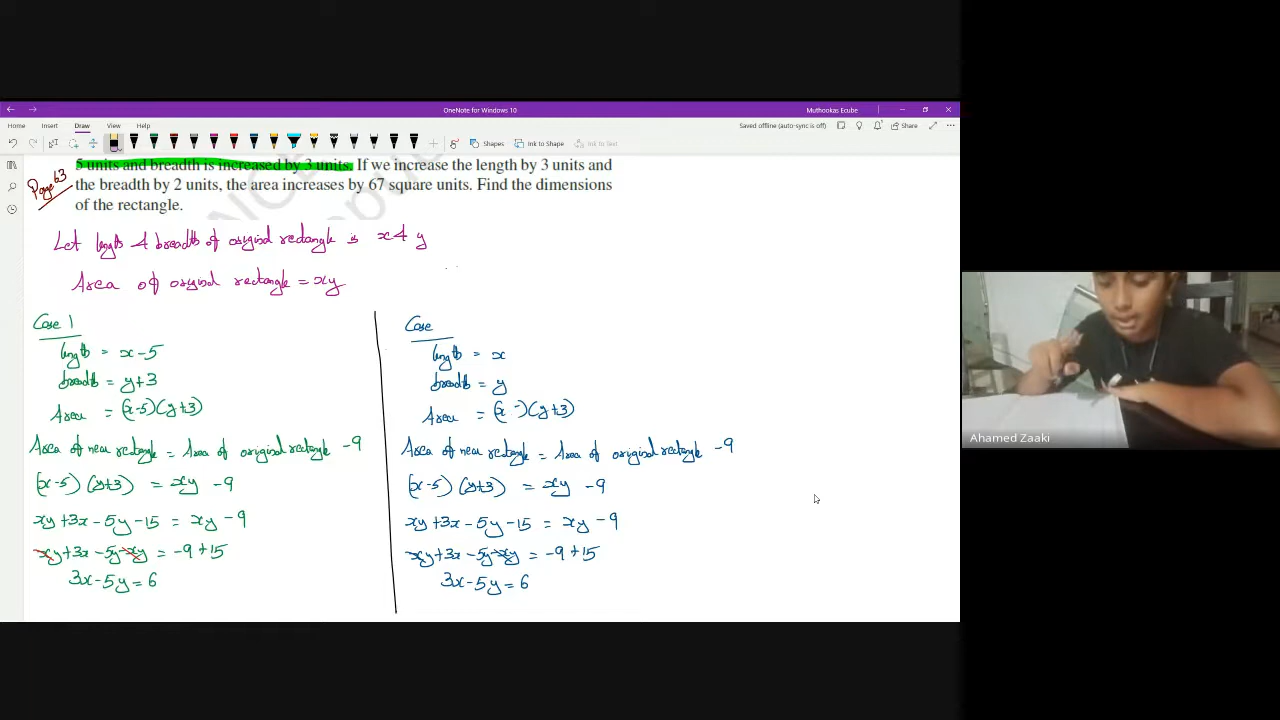 OneNote for Windows 10
Muthookas Ecube
Home Insert Draw View Help
Saved offline (auto-sync is off)
Share
Shapes
Ink to Shape
Ink to Text
5 units and breadth is increased by 3 units. If we increase the length by 3 units and
the breadth by 2 units, the area increases by 67 square units. Find the dimensions
of the rectangle.
Page 63
Let length & breadth of original rectangle is x & y
Area of original rectangle = xy
Case 1
length = x-5
breadth = y+3
Area = (x-5)(y+3)
Area of new rectangle = Area of original rectangle -9
(x-5) (y+3) = xy -9
xy+3x-5y-15 = xy-9
xy+3x-5y-xy = -9+15
3x-5y=6
Case
length = x
breadth = y
Area = (x - )(y+3)
Area of new rectangle = Area of original rectangle -9
(x-5) (y+3) = xy -9
xy+3x-5y-15 = xy-9
xy+3x-5y-xy = -9+15
3x-5y=6
Ahamed Zaaki